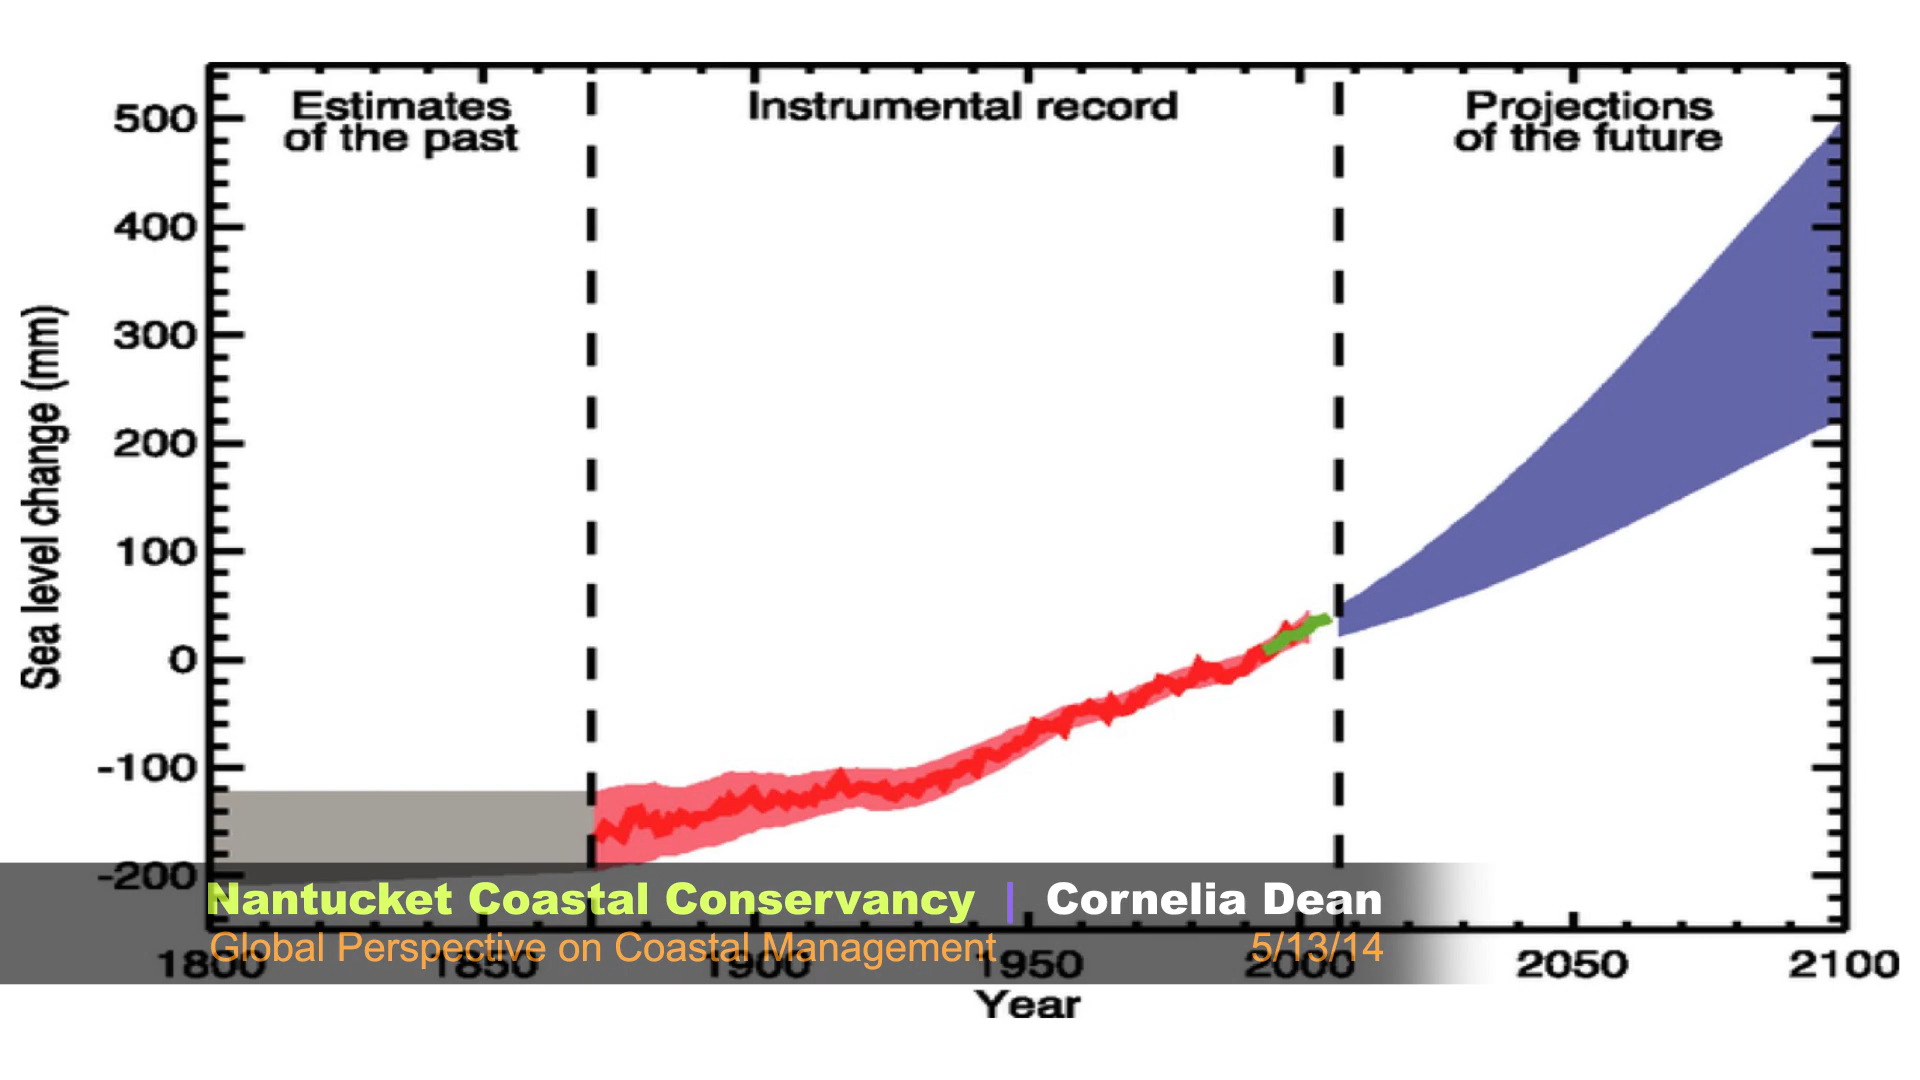 Estimates
of the past
Instrumental record
Projections
of the future
500
400
300
200
100
0
-100
-200
Sea level change (mm)
Nantucket Coastal Conservancy | Cornelia Dean
Global Perspective on Coastal Management 5/13/14
1800 1850 1900 1950 2000 2050 2100
Year